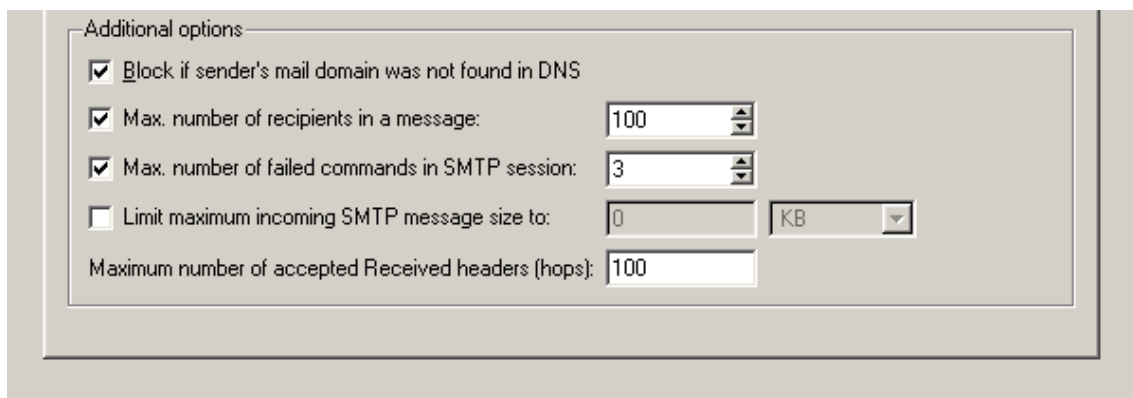 Additional options
Block if sender's mail domain was not found in DNS
Max. number of recipients in a message: 100
Max. number of failed commands in SMTP session: 3
Limit maximum incoming SMTP message size to: 0 KB
Maximum number of accepted Received headers (hops): 100